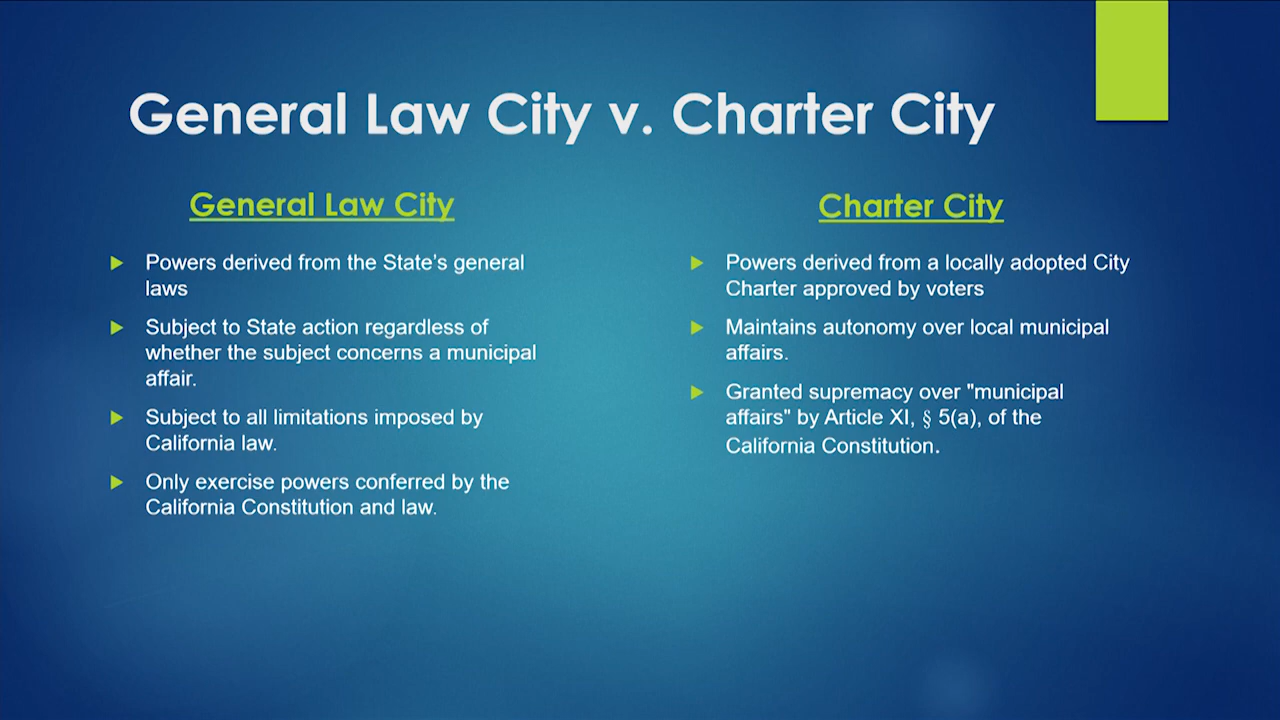 General Law City v. Charter City
General Law City
Powers derived from the State's general
laws
Subject to State action regardless of
whether the subject concerns a municipal
affair.
Subject to all limitations imposed by
California law.
Only exercise powers conferred by the
California Constitution and law.
Charter City
Powers derived from a locally adopted City
Charter approved by voters
Maintains autonomy over local municipal
affairs.
Granted supremacy over "municipal
affairs" by Article XI, § 5(a), of the
California Constitution.